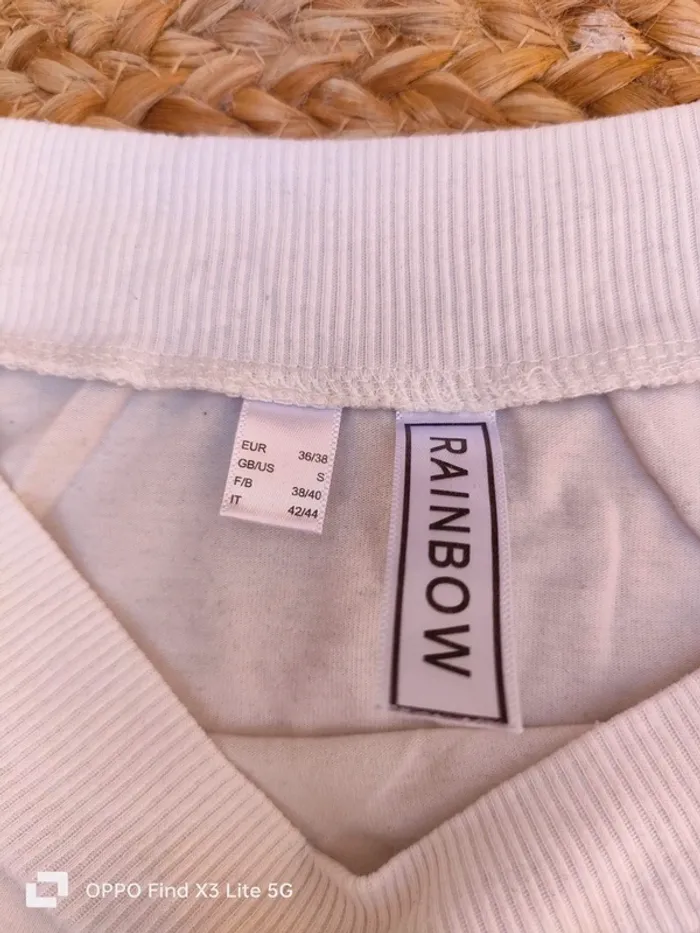 EUR 36/38
GB/US S
F/B 38/40
IT 42/44
RAINBOW
OPPO Find X3 Lite 5G